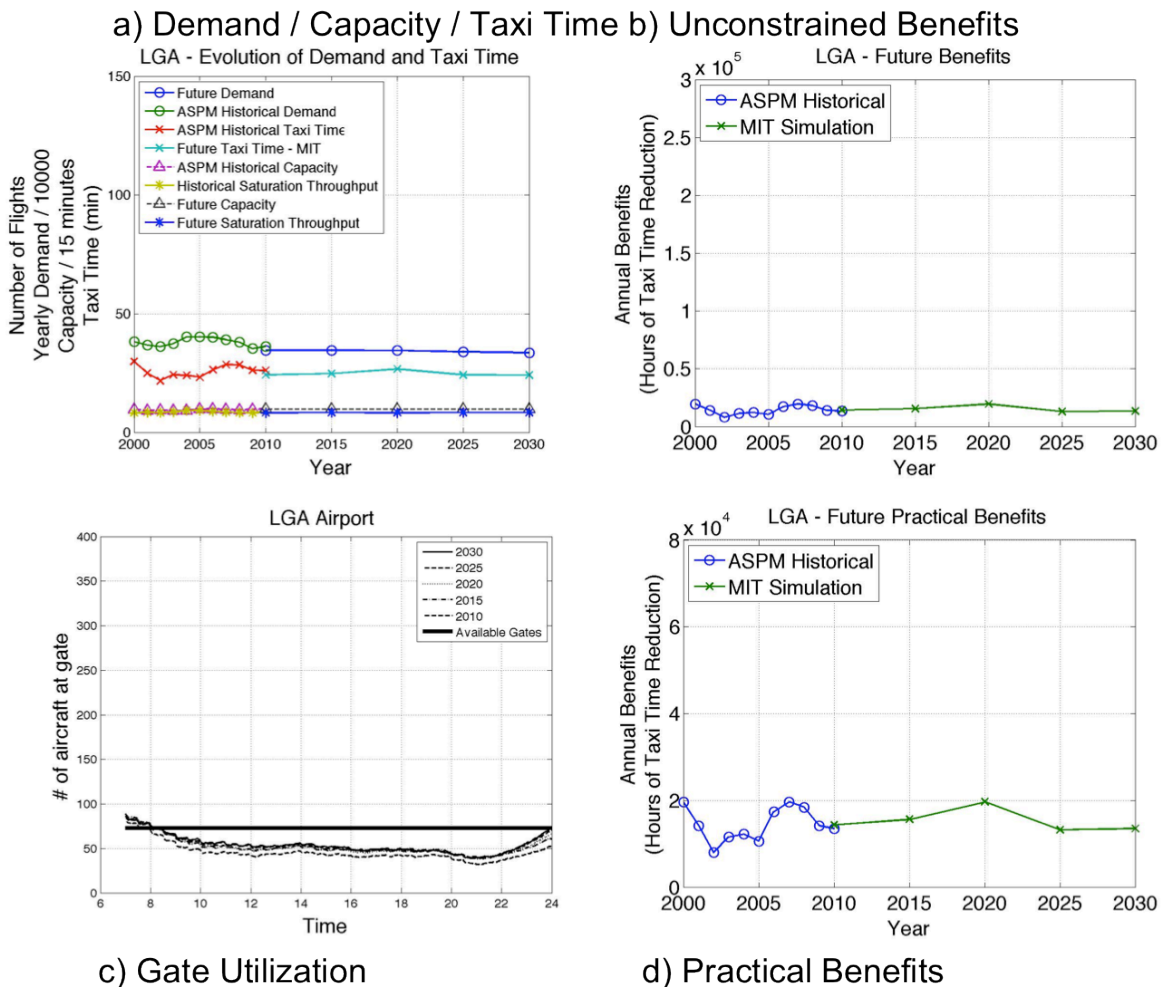 a) Demand / Capacity / Taxi Time b) Unconstrained Benefits
LGA - Evolution of Demand and Taxi Time
150
100
50
0
Number of Flights
Yearly Demand / 10000
Capacity / 15 minutes
Taxi Time (min)
Future Demand
ASPM Historical Demand
ASPM Historical Taxi Time
Future Taxi Time - MIT
ASPM Historical Capacity
Historical Saturation Throughput
Future Capacity
Future Saturation Throughput
2000 2005 2010 2015 2020 2025 2030
Year
LGA - Future Benefits
x 10^5
3
2.5
2
1.5
1
0.5
0
Annual Benefits
(Hours of Taxi Time Reduction)
ASPM Historical
MIT Simulation
2000 2005 2010 2015 2020 2025 2030
Year
LGA Airport
400
350
300
250
200
150
100
50
0
# of aircraft at gate
2030
2025
2020
2015
2010
Available Gates
6 8 10 12 14 16 18 20 22 24
Time
LGA - Future Practical Benefits
x 10^4
8
6
4
2
0
Annual Benefits
(Hours of Taxi Time Reduction)
ASPM Historical
MIT Simulation
2000 2005 2010 2015 2020 2025 2030
Year
c) Gate Utilization
d) Practical Benefits